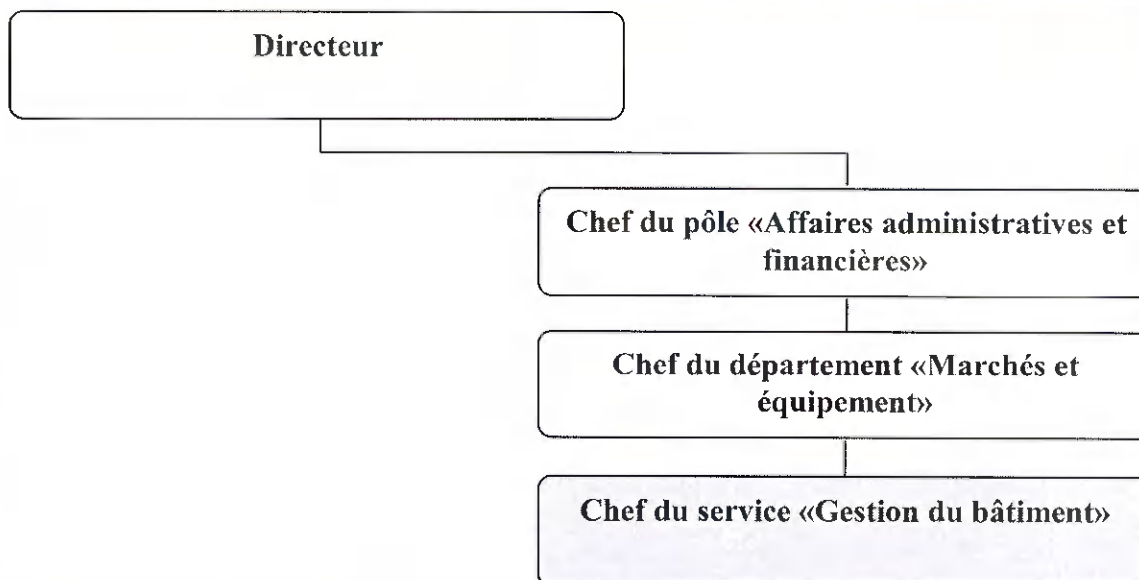 Directeur
Chef du pôle «Affaires administratives et
financières»
Chef du département «Marchés et
équipement»
Chef du service «Gestion du bâtiment»